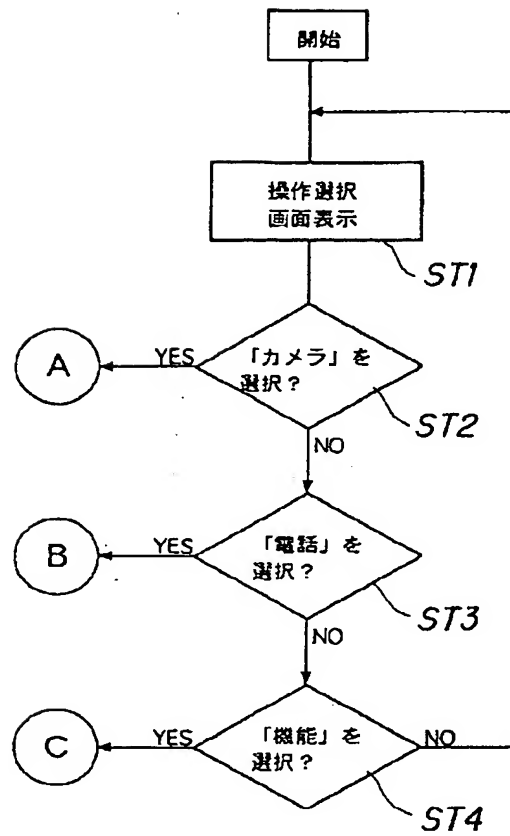 開始
操作選択
画面表示
ST1
A
YES
「カメラ」を
選択？
ST2
NO
B
YES
「電話」を
選択？
ST3
NO
C
YES
「機能」を
選択？
NO
ST4